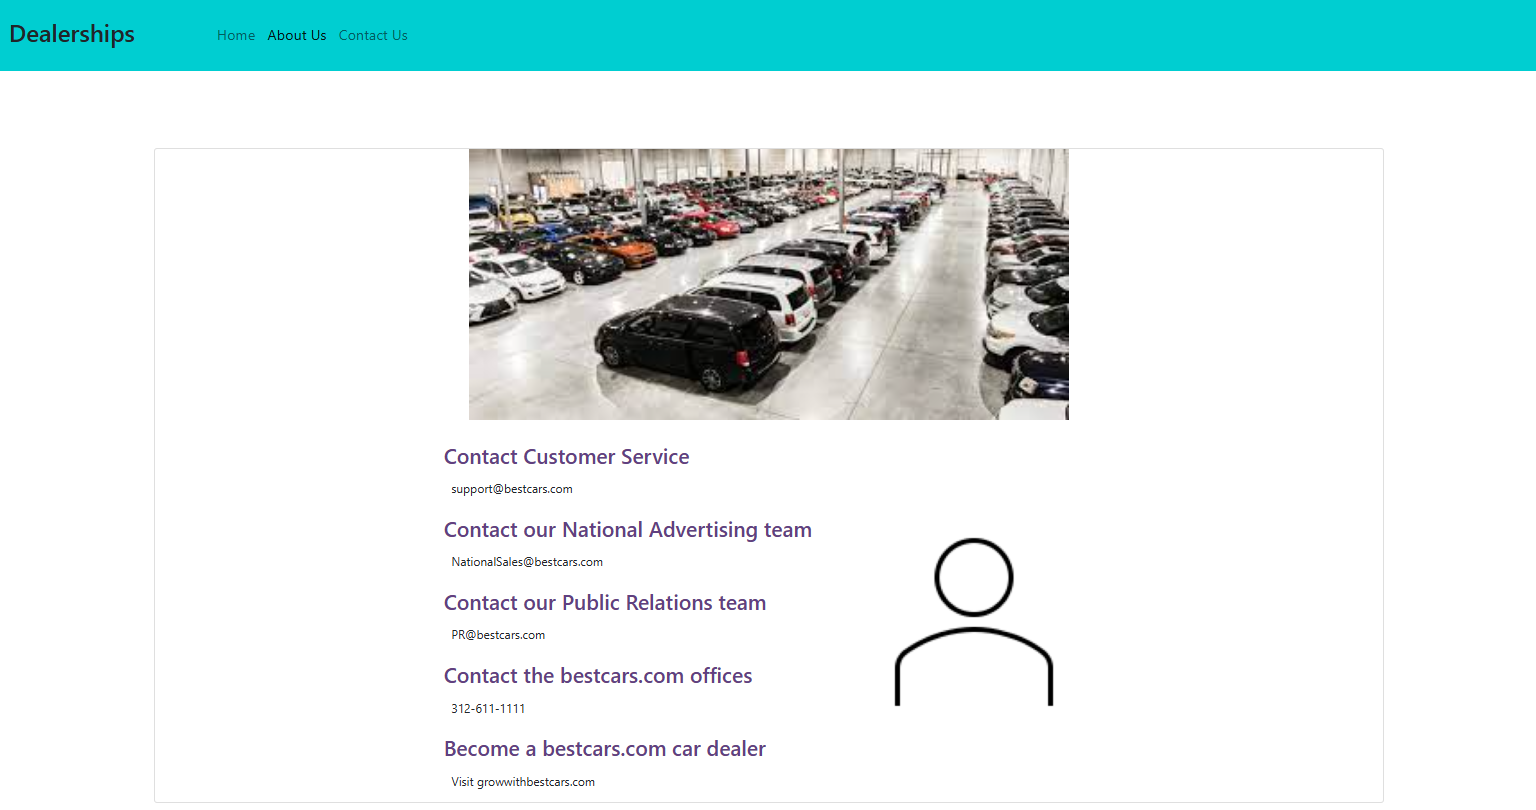 Dealerships
Home About Us Contact Us
Contact Customer Service
support@bestcars.com
Contact our National Advertising team
NationalSales@bestcars.com
Contact our Public Relations team
PR@bestcars.com
Contact the bestcars.com offices
312-611-1111
Become a bestcars.com car dealer
Visit growwithbestcars.com